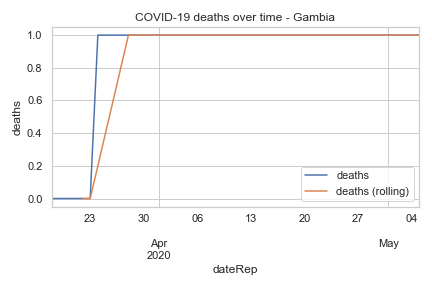 COVID-19 deaths over time - Gambia
deaths
1.0
0.8
0.6
0.4
0.2
0.0
deaths
deaths (rolling)
23 30 06 13 20 27 04
Apr May
2020
dateRep